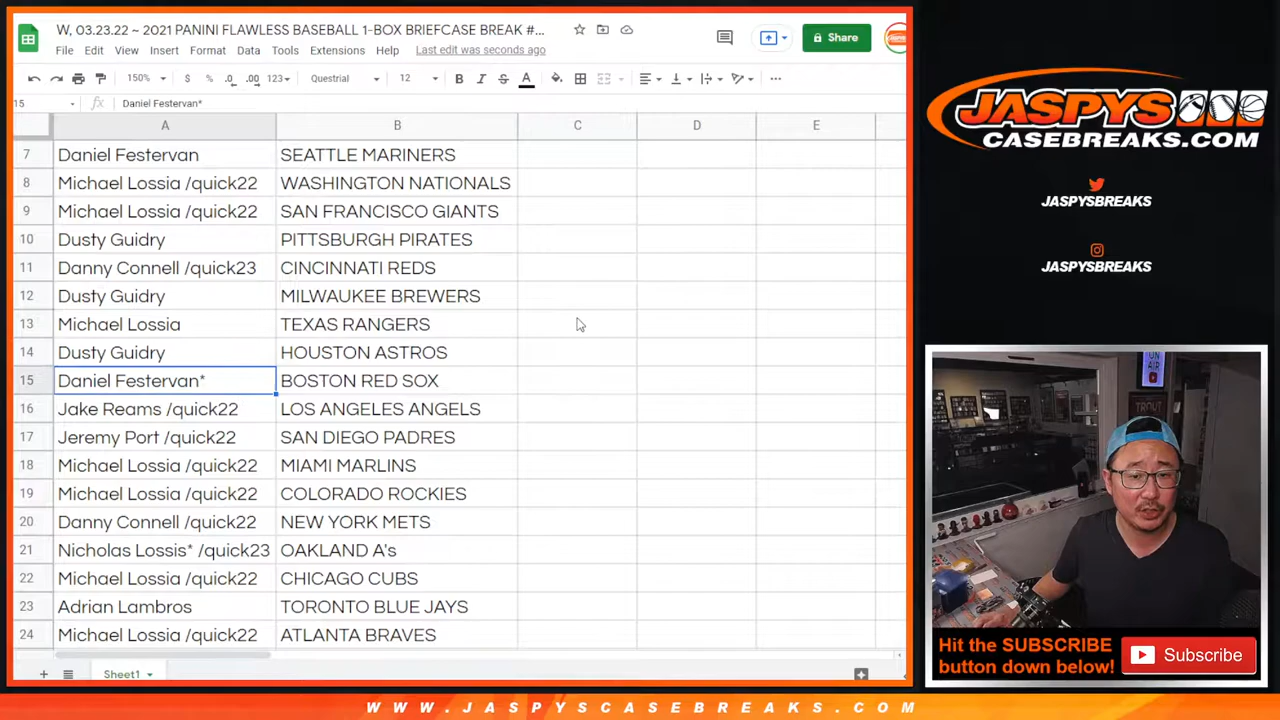 W, 03.23.22 ~ 2021 PANINI FLAWLESS BASEBALL 1-BOX BRIEFCASE BREAK #...
File Edit View Insert Format Data Tools Extensions Help Last edit was seconds ago
Share
150% $ % .0 .00 123 Questrial 12 B I S A
15 fx Daniel Festervan*
A B C D E
7 Daniel Festervan SEATTLE MARINERS
8 Michael Lossia /quick22 WASHINGTON NATIONALS
9 Michael Lossia /quick22 SAN FRANCISCO GIANTS
10 Dusty Guidry PITTSBURGH PIRATES
11 Danny Connell /quick23 CINCINNATI REDS
12 Dusty Guidry MILWAUKEE BREWERS
13 Michael Lossia TEXAS RANGERS
14 Dusty Guidry HOUSTON ASTROS
15 Daniel Festervan* BOSTON RED SOX
16 Jake Reams /quick22 LOS ANGELES ANGELS
17 Jeremy Port /quick22 SAN DIEGO PADRES
18 Michael Lossia /quick22 MIAMI MARLINS
19 Michael Lossia /quick22 COLORADO ROCKIES
20 Danny Connell /quick22 NEW YORK METS
21 Nicholas Lossis* /quick23 OAKLAND A's
22 Michael Lossia /quick22 CHICAGO CUBS
23 Adrian Lambros TORONTO BLUE JAYS
24 Michael Lossia /quick22 ATLANTA BRAVES
Sheet1
JASPYS
CASEBREAKS.COM
JASPYSBREAKS
JASPYSBREAKS
ON
AIR
TROUT
Hit the SUBSCRIBE
button down below!
Subscribe
WWW.JASPYSCASEBREAKS.COM